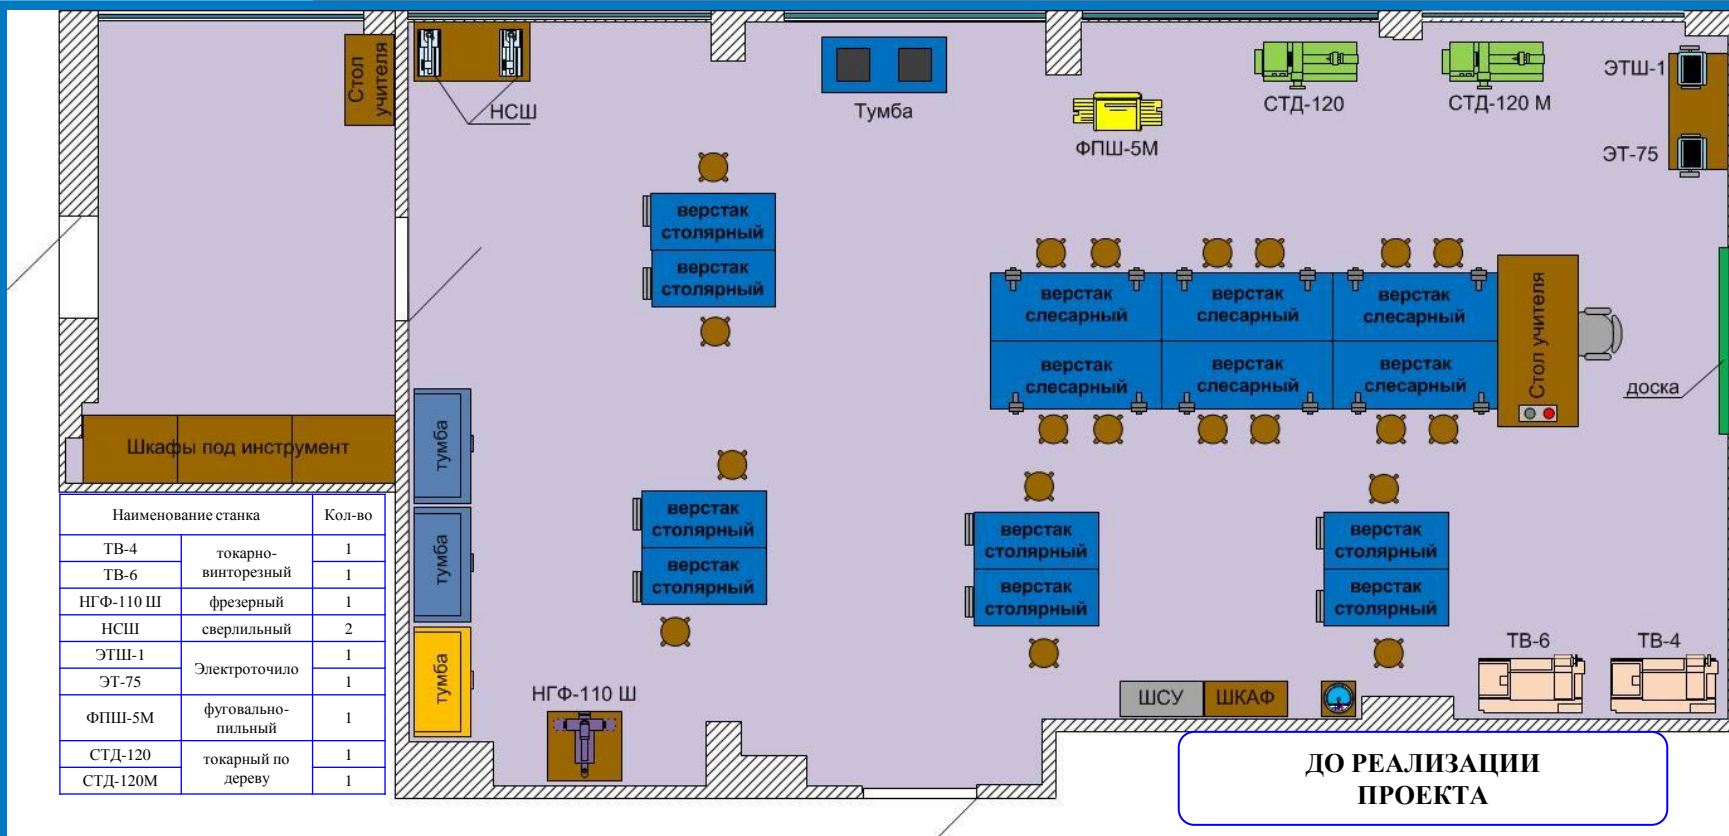 Стол
учителя
НСШ
Тумба
ФПШ-5М
СТД-120
СТД-120 М
ЭТШ-1
ЭТ-75
верстак
столярный
верстак
столярный
верстак
слесарный
верстак
слесарный
верстак
слесарный
верстак
слесарный
верстак
слесарный
верстак
слесарный
Стол учителя
доска
Шкафы под инструмент
тумба
тумба
тумба
верстак
столярный
верстак
столярный
верстак
столярный
верстак
столярный
верстак
столярный
верстак
столярный
НГФ-110 Ш
ШСУ
ШКАФ
ТВ-6
ТВ-4
Наименование станка Кол-во
ТВ-4 токарно-винторезный 1
ТВ-6 1
НГФ-110 Ш фрезерный 1
НСШ сверлильный 2
ЭТШ-1 Электроточило 1
ЭТ-75 1
ФПШ-5М фуговально-пильный 1
СТД-120 токарный по дереву 1
СТД-120М 1
ДО РЕАЛИЗАЦИИ
ПРОЕКТА